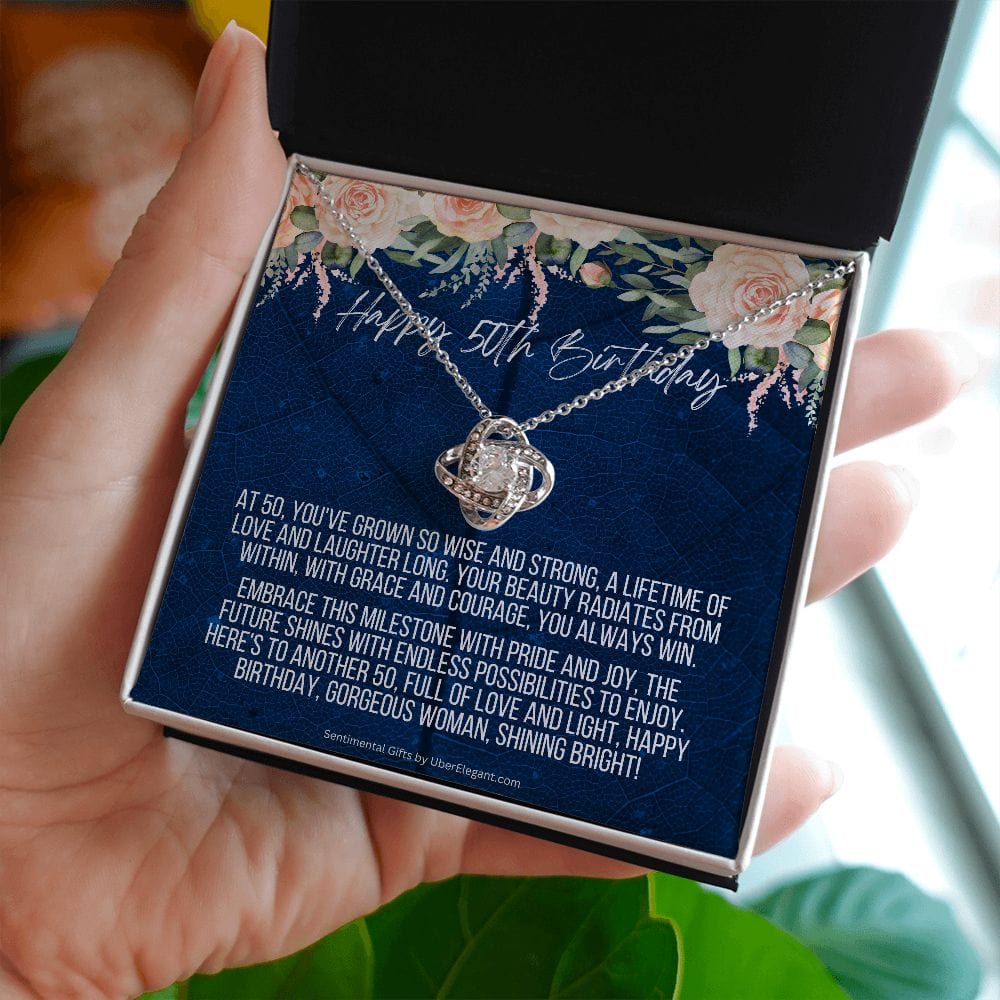 Happy 50th Birthday
AT 50, YOU'VE GROWN SO WISE AND STRONG, A LIFETIME OF
LOVE AND LAUGHTER LONG. YOUR BEAUTY RADIATES FROM
WITHIN, WITH GRACE AND COURAGE, YOU ALWAYS WIN.
EMBRACE THIS MILESTONE WITH PRIDE AND JOY, THE
FUTURE SHINES WITH ENDLESS POSSIBILITIES TO ENJOY.
HERE'S TO ANOTHER 50, FULL OF LOVE AND LIGHT, HAPPY
BIRTHDAY, GORGEOUS WOMAN, SHINING BRIGHT!
Sentimental Gifts by UberElegant.com